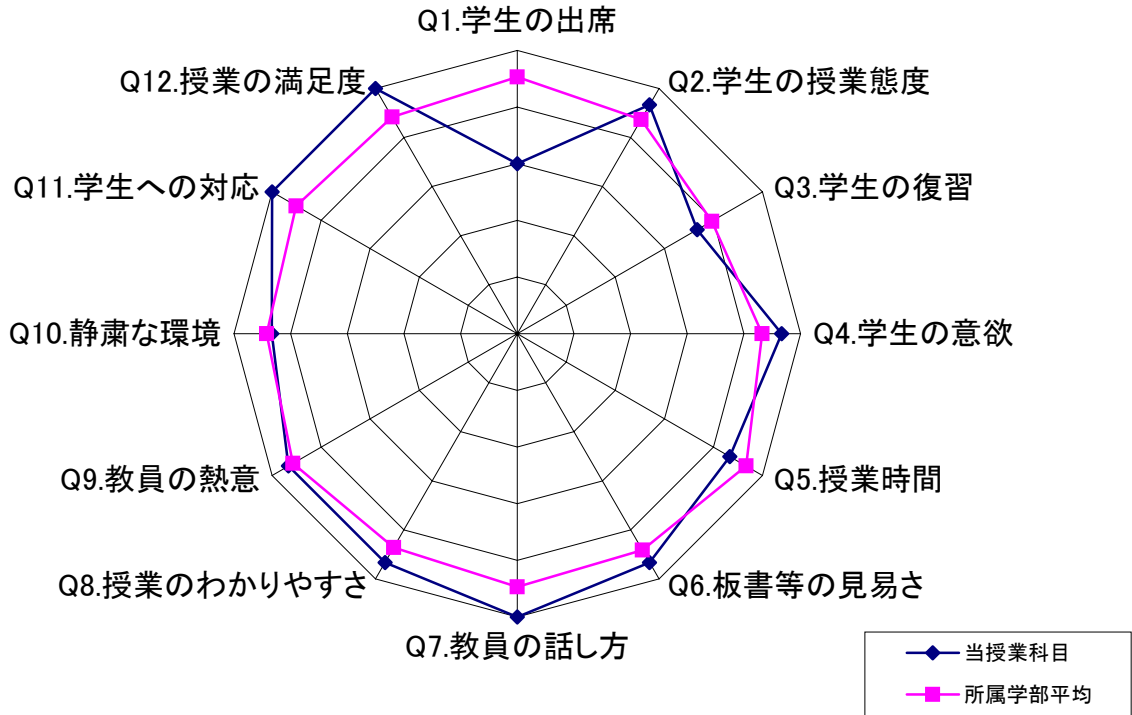 Q1.学生の出席
Q2.学生の授業態度
Q3.学生の復習
Q4.学生の意欲
Q5.授業時間
Q6.板書等の見易さ
Q7.教員の話し方
Q8.授業のわかりやすさ
Q9.教員の熱意
Q10.静粛な環境
Q11.学生への対応
Q12.授業の満足度
当授業科目
所属学部平均